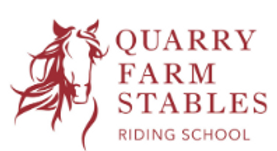 QUARRY
FARM
STABLES
RIDING SCHOOL